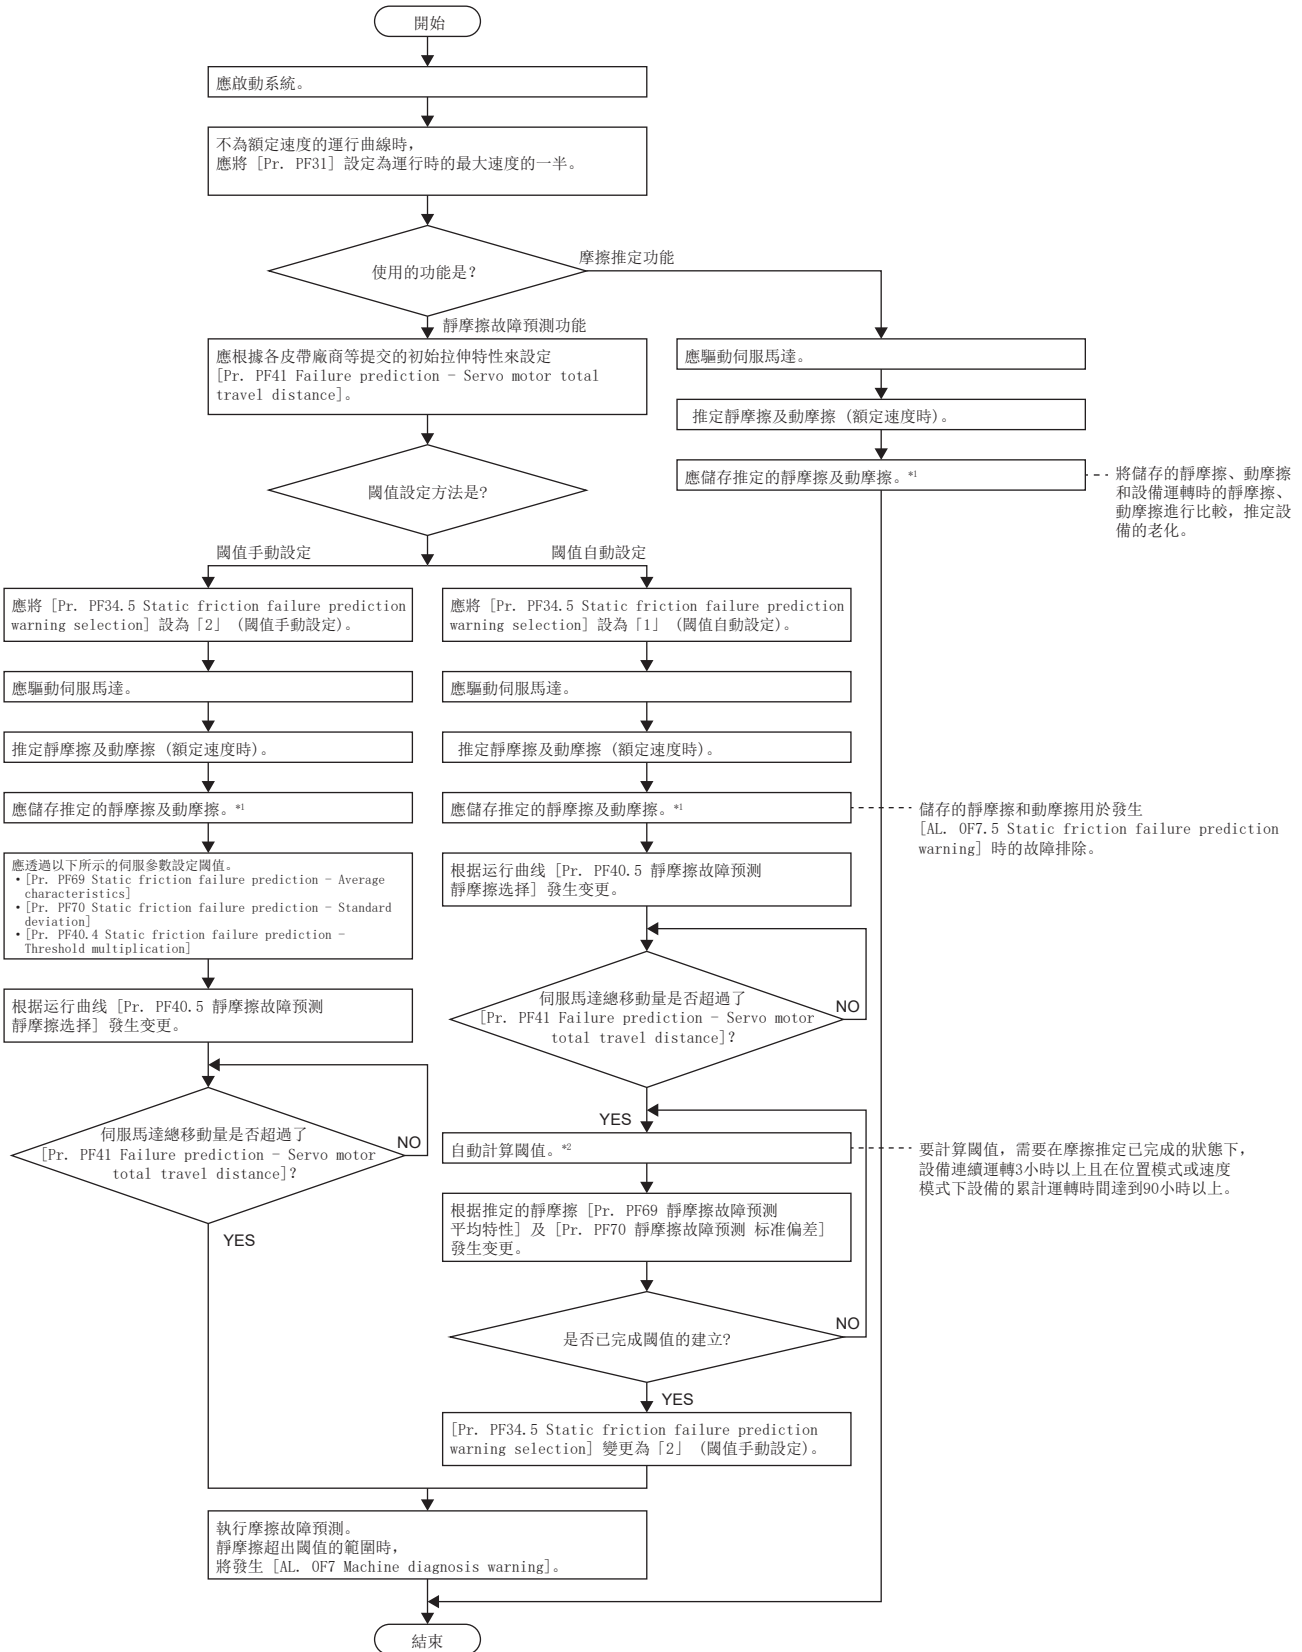 開始
應啟動系統。
不為額定速度的運行曲線時,
應將 [Pr. PF31] 設定為運行時的最大速度的一半。
使用的功能是?
摩擦推定功能
靜摩擦故障預測功能
應根據各皮帶廠商等提交的初始拉伸特性來設定
[Pr. PF41 Failure prediction - Servo motor total
travel distance]。
應驅動伺服馬達。
推定靜摩擦及動摩擦 (額定速度時)。
應儲存推定的靜摩擦及動摩擦。*1
將儲存的靜摩擦、動摩擦
和設備運轉時的靜摩擦、
動摩擦進行比較, 推定設
備的老化。
閾值設定方法是?
閾值手動設定
閾值自動設定
應將 [Pr. PF34.5 Static friction failure prediction
warning selection] 設為「2」 (閾值手動設定)。
應驅動伺服馬達。
推定靜摩擦及動摩擦 (額定速度時)。
應儲存推定的靜摩擦及動摩擦。*1
應透過以下所示的伺服參數設定閾值。
• [Pr. PF69 Static friction failure prediction - Average
characteristics]
• [Pr. PF70 Static friction failure prediction - Standard
deviation]
• [Pr. PF40.4 Static friction failure prediction -
Threshold multiplication]
根据运行曲线 [Pr. PF40.5 靜摩擦故障预测
靜摩擦选择] 發生变更。
伺服馬達總移動量是否超過了
[Pr. PF41 Failure prediction - Servo motor
total travel distance]?
NO
YES
應將 [Pr. PF34.5 Static friction failure prediction
warning selection] 設為「1」 (閾值自動設定)。
應驅動伺服馬達。
推定靜摩擦及動摩擦 (額定速度時)。
應儲存推定的靜摩擦及動摩擦。*1
儲存的靜摩擦和動摩擦用於發生
[AL. 0F7.5 Static friction failure prediction
warning] 時的故障排除。
根据运行曲线 [Pr. PF40.5 靜摩擦故障预测
靜摩擦选择] 發生变更。
伺服馬達總移動量是否超過了
[Pr. PF41 Failure prediction - Servo motor
total travel distance]?
NO
YES
自動計算閾值。*2
要計算閾值, 需要在摩擦推定已完成的狀態下,
設備連續運轉3小時以上且在位置模式或速度
模式下設備的累計運轉時間達到90小時以上。
根据推定的靜摩擦 [Pr. PF69 靜摩擦故障预测
平均特性] 及 [Pr. PF70 靜摩擦故障预测 标准偏差]
發生变更。
是否已完成閾值的建立?
NO
YES
[Pr. PF34.5 Static friction failure prediction
warning selection] 變更為「2」 (閾值手動設定)。
執行摩擦故障預測。
靜摩擦超出閾值的範圍時,
將發生 [AL. 0F7 Machine diagnosis warning]。
結束